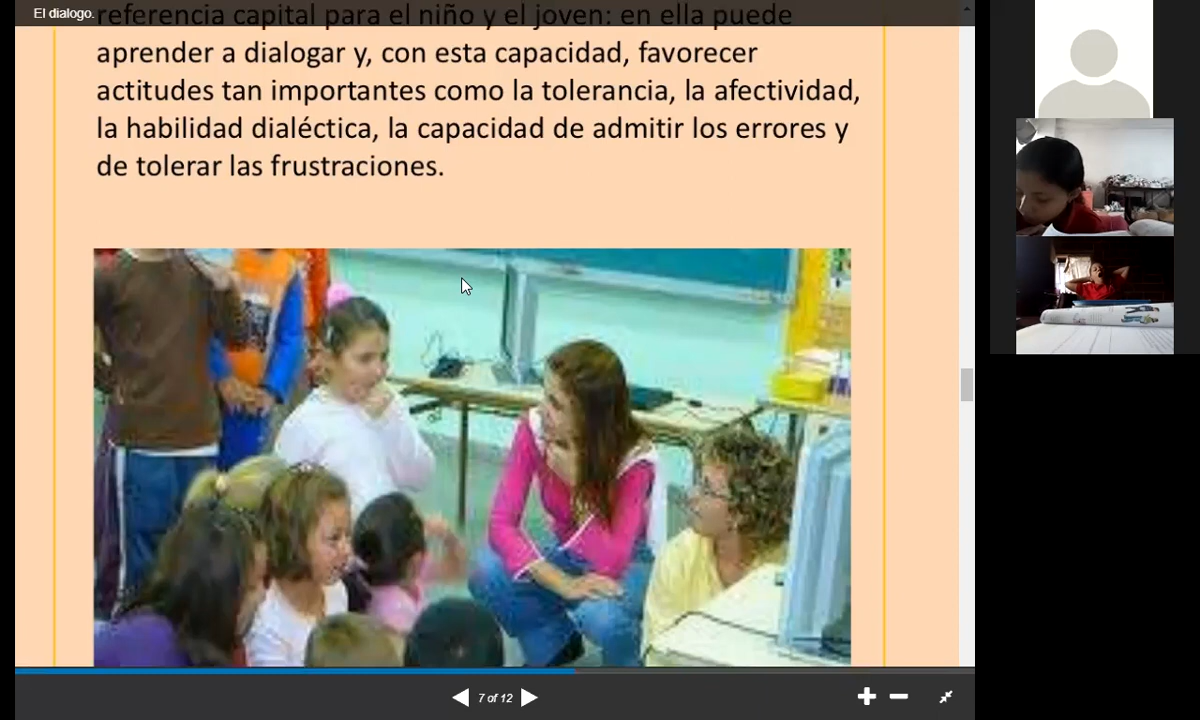 El dialogo.
referencia capital para el niño y el joven: en ella puede
aprender a dialogar y, con esta capacidad, favorecer
actitudes tan importantes como la tolerancia, la afectividad,
la habilidad dialéctica, la capacidad de admitir los errores y
de tolerar las frustraciones.
7 of 12